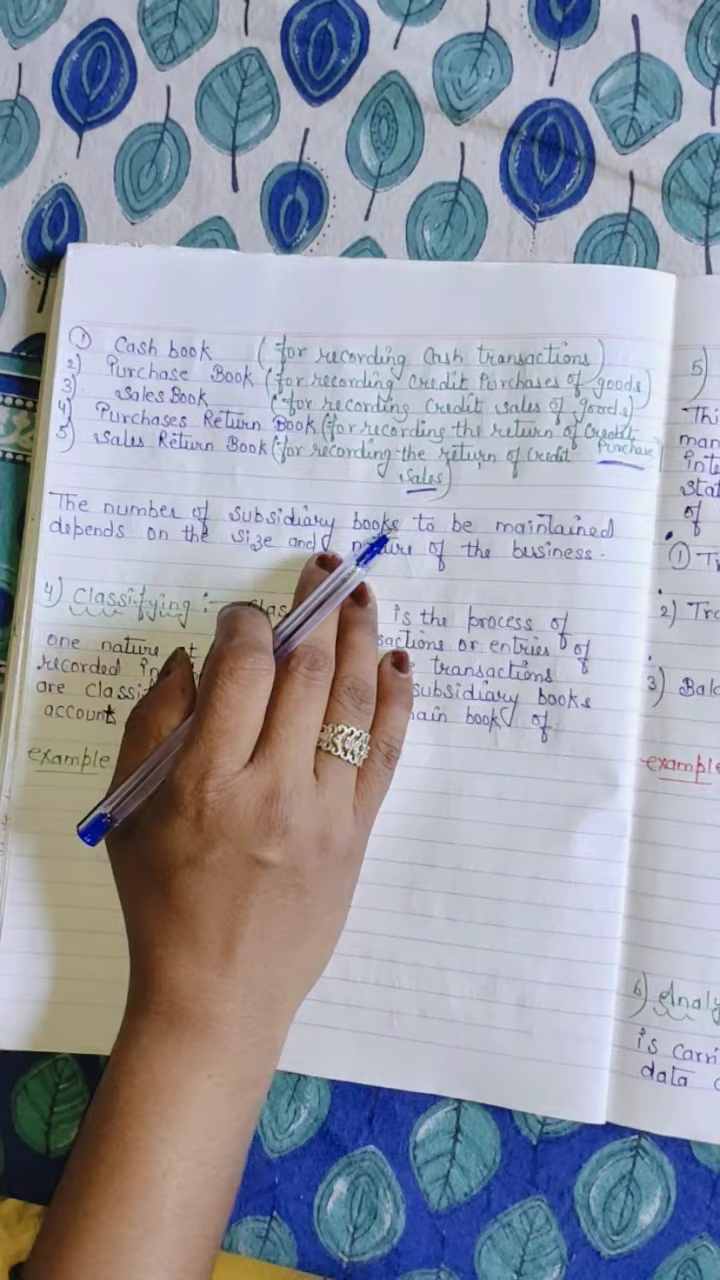 ① Cash book (for recording Cash transactions)
2) Purchase Book (for recording Credit Purchases of goods)
3) Sales Book (for recording Credit sales of goods)
4) Purchases Return Book (for recording the return of Credit Purchase)
5) Sales Return Book (for recording the return of Credit
Sales)
The number of subsidiary books to be maintained
depends on the size and nature of the business.
4) Classifying :- is the process of
one nature at sactions or entries of
recorded in transactions
are classi subsidiary books
account main book of
example
5)
Thi
man
inte
stat
of
① Tr
2) Tra
3) Bala
example
6) Analy
is carri
data